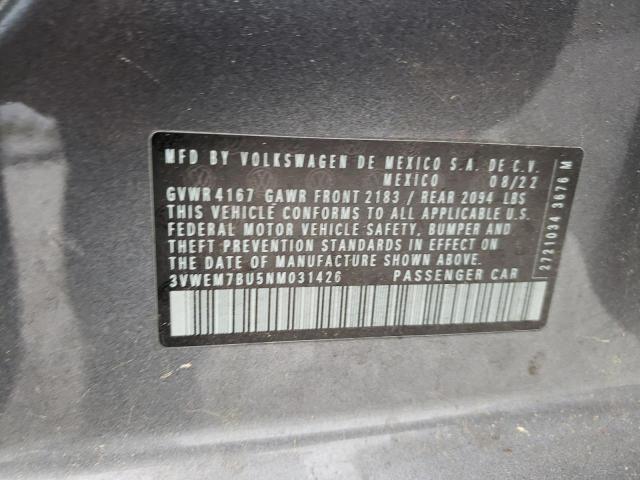 MFD BY VOLKSWAGEN DE MEXICO S.A. DE C.V.
MEXICO 08/22
GVWR 4167 GAWR FRONT 2183 / REAR 2094 LBS
THIS VEHICLE CONFORMS TO ALL APPLICABLE U.S.
FEDERAL MOTOR VEHICLE SAFETY, BUMPER AND
THEFT PREVENTION STANDARDS IN EFFECT ON
THE DATE OF MANUFACTURE SHOWN ABOVE.
3VWEM7BU5NM031426 PASSENGER CAR
2721034 3676 M